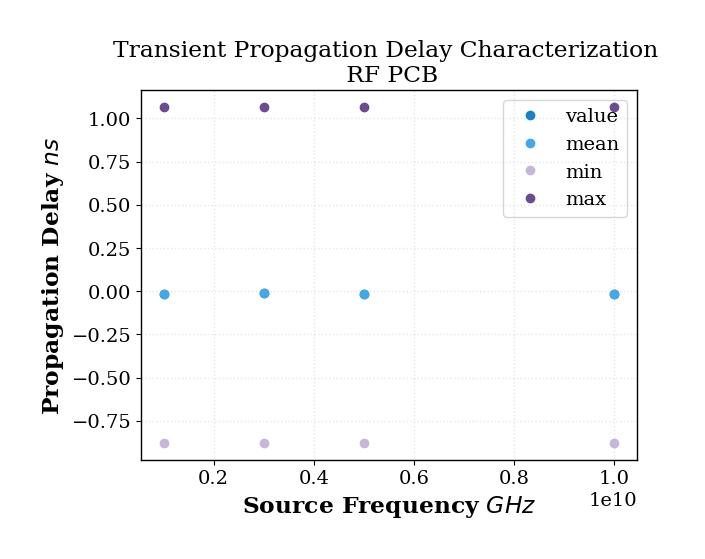 Transient Propagation Delay Characterization
RF PCB
Propagation Delay ns
1.00
0.75
0.50
0.25
0.00
−0.25
−0.50
−0.75
value
mean
min
max
0.2
0.4
0.6
0.8
1.0
1e10
Source Frequency GHz